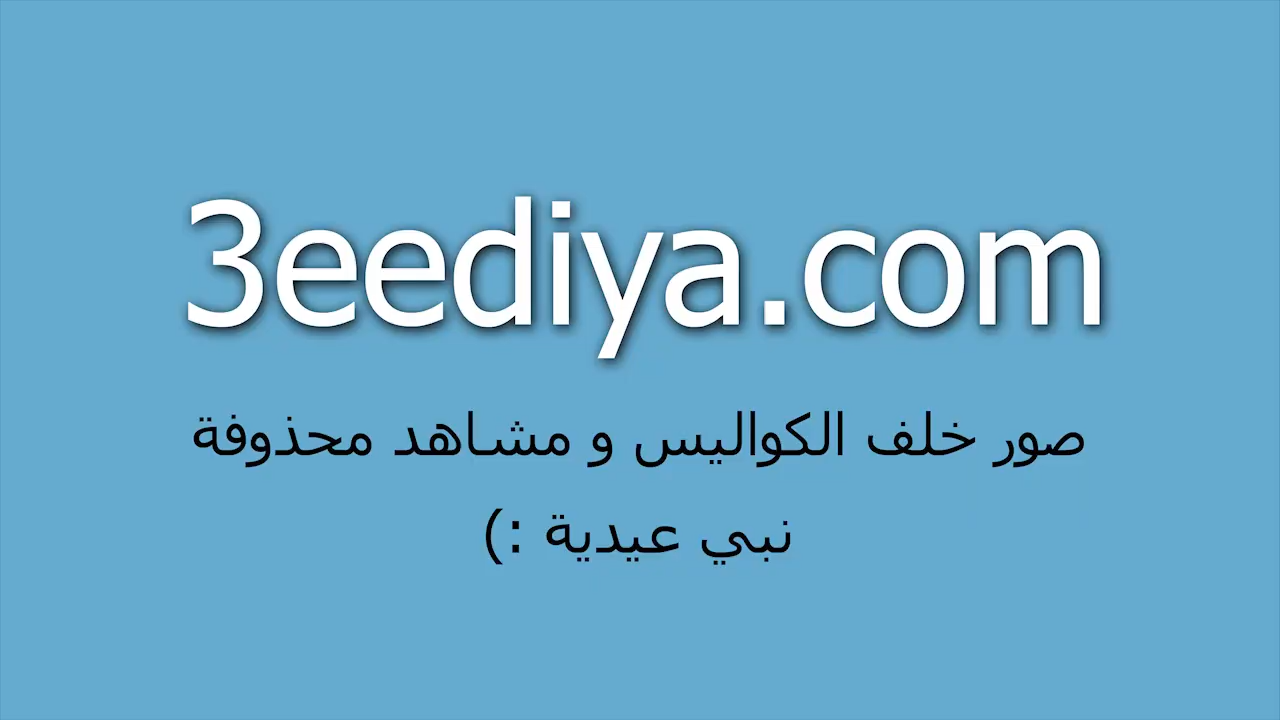 3eediya.com
صور خلف الكواليس و مشاهد محذوفة
نبي عيدية :)